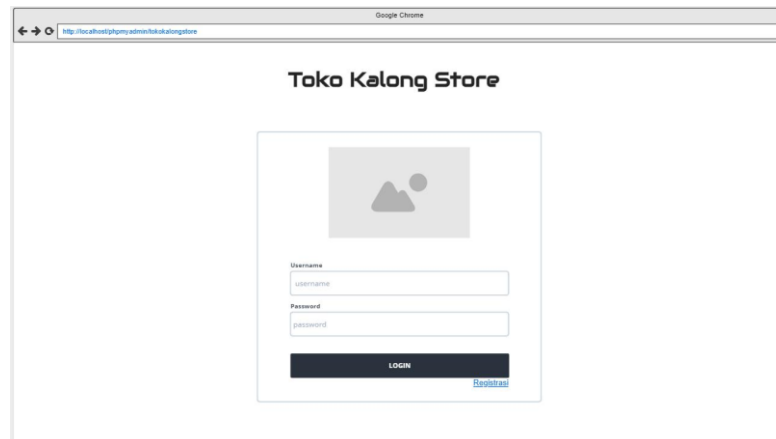 Google Chrome
http://localhost/phpmyadmin/tokokalongstore
Toko Kalong Store
Username
username
Password
password
LOGIN
Registrasi